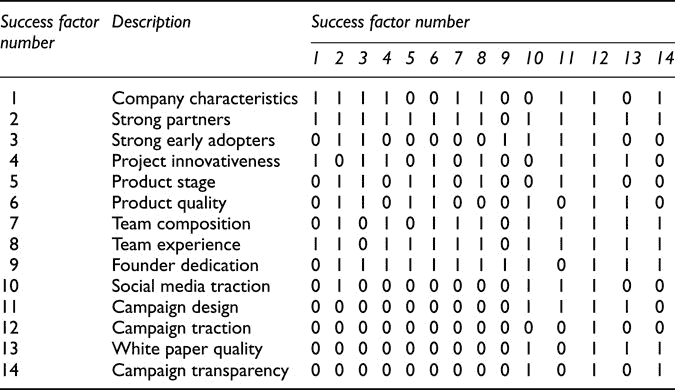 Success factor number Description Success factor number
1 2 3 4 5 6 7 8 9 10 11 12 13 14
1 Company characteristics 1 1 1 1 0 0 1 1 0 0 1 1 0 1
2 Strong partners 1 1 1 1 1 1 1 1 0 1 1 1 1 1
3 Strong early adopters 0 1 1 0 0 0 0 0 1 1 1 1 0 0
4 Project innovativeness 1 0 1 1 0 1 0 1 0 0 1 1 1 0
5 Product stage 0 1 1 0 1 1 0 1 0 0 1 1 0 0
6 Product quality 0 1 1 0 1 1 0 0 1 1 0 1 1 0
7 Team composition 0 1 0 1 0 1 1 1 0 1 1 1 1 1
8 Team experience 1 1 0 1 1 1 1 1 0 1 1 1 1 1
9 Founder dedication 0 1 1 1 1 1 1 1 1 1 0 1 1 1
10 Social media traction 0 1 0 0 0 0 0 0 0 1 1 1 0 0
11 Campaign design 0 0 0 0 0 0 0 0 0 1 1 1 1 0
12 Campaign traction 0 0 0 0 0 0 0 0 0 0 0 1 0 0
13 White paper quality 0 0 0 0 0 0 0 0 0 1 0 1 1 1
14 Campaign transparency 0 0 0 0 0 0 0 0 0 1 0 1 0 1